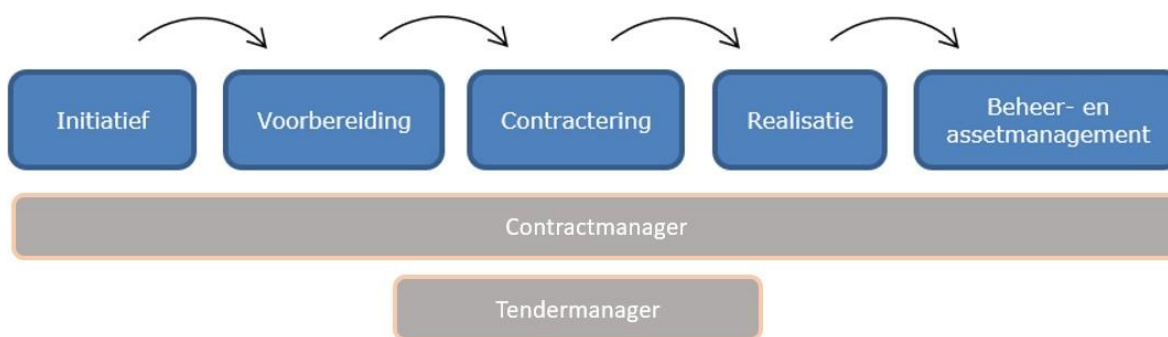 Initiatief
Voorbereiding
Contractering
Realisatie
Beheer- en
assetmanagement
Contractmanager
Tendermanager